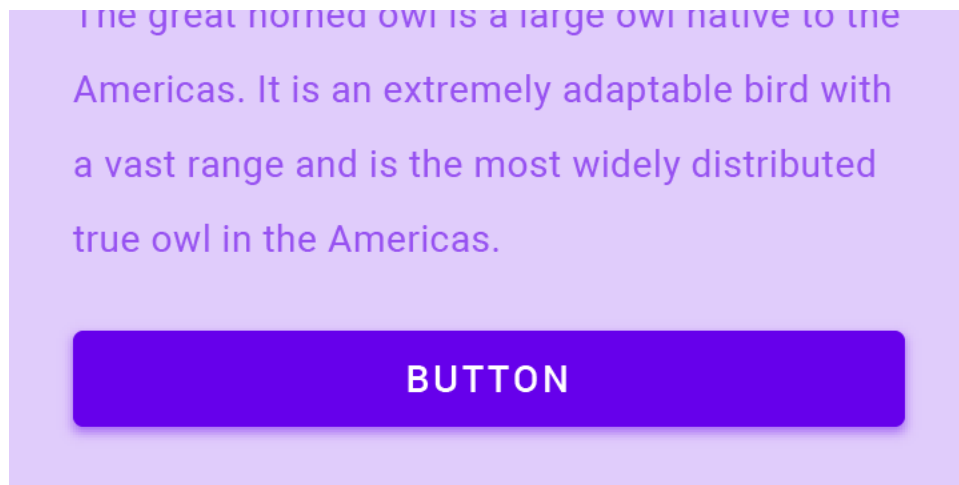 The great horned owl is a large owl native to the
Americas. It is an extremely adaptable bird with
a vast range and is the most widely distributed
true owl in the Americas.
BUTTON